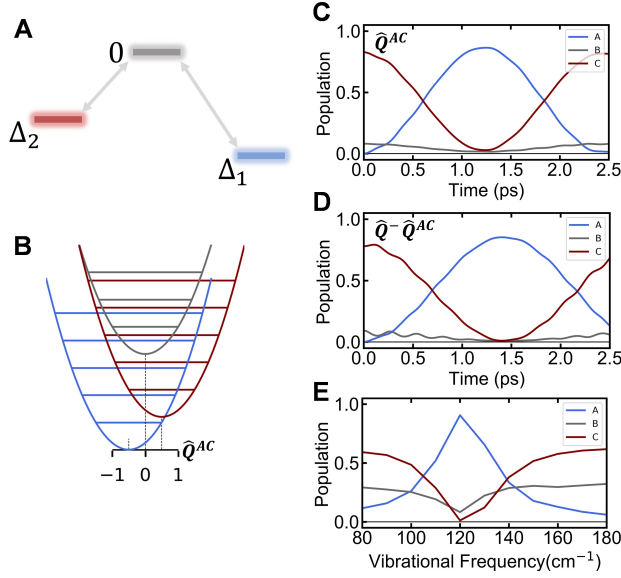 A
0
Δ2
Δ1
B
Q̂^AC
−1 0 1
C
Q̂^AC
A
B
C
Population
1.0
0.5
0.0
0.0 0.5 1.0 1.5 2.0 2.5
Time (ps)
D
Q̂^- Q̂^AC
A
B
C
Population
1.0
0.5
0.0
0.0 0.5 1.0 1.5 2.0 2.5
Time (ps)
E
A
B
C
Population
1.0
0.5
0.0
80 100 120 140 160 180
Vibrational Frequency(cm⁻¹)